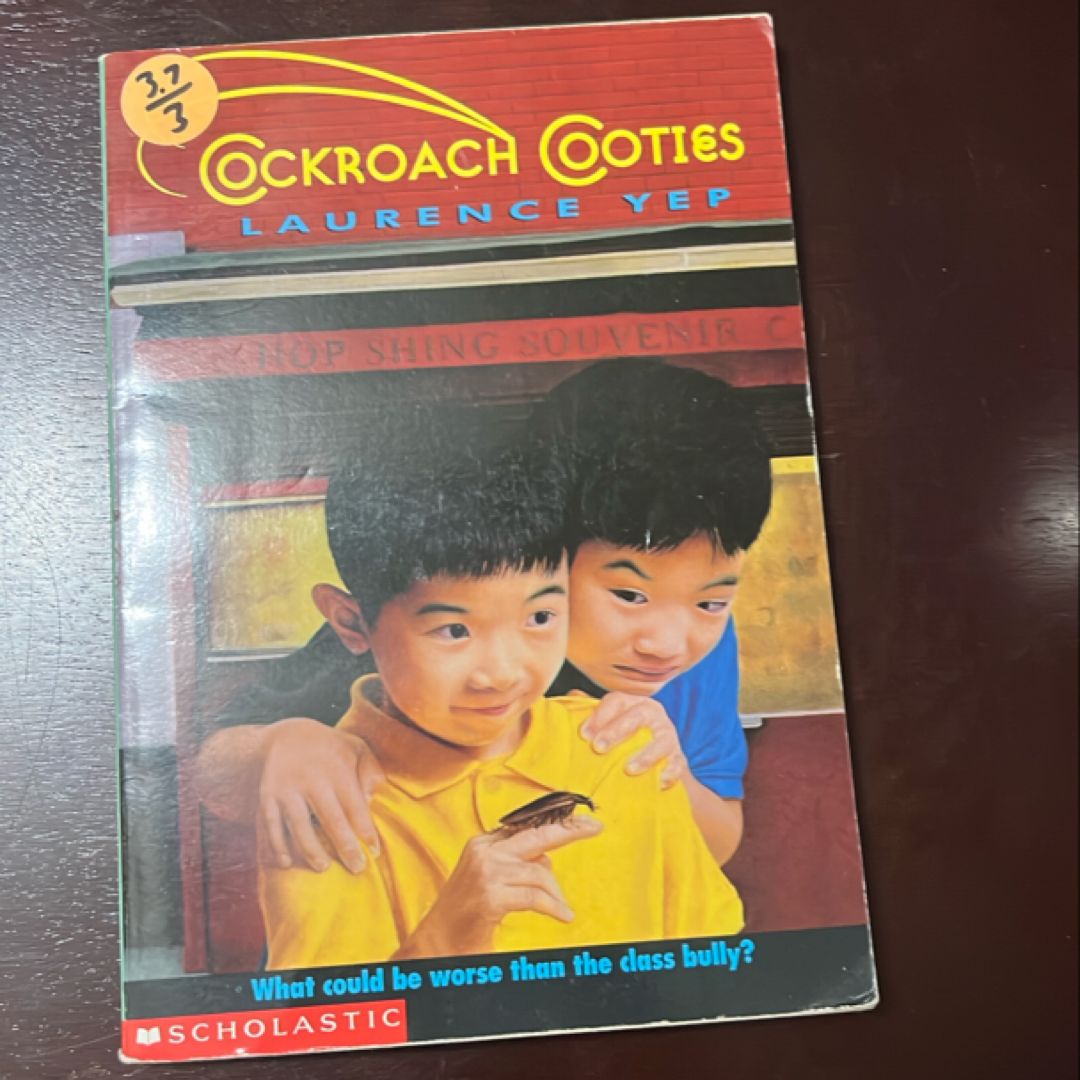 3.7
3
COCKROACH COOTIES
LAURENCE YEP
HOP SHING SOUVENIR C
What could be worse than the class bully?
SCHOLASTIC